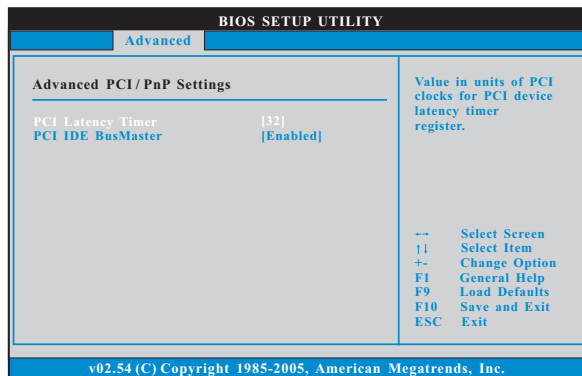 BIOS SETUP UTILITY
Advanced
Advanced PCI / PnP Settings
PCI Latency Timer [32]
PCI IDE BusMaster [Enabled]
Value in units of PCI
clocks for PCI device
latency timer
register.
↔ Select Screen
↑↓ Select Item
+- Change Option
F1 General Help
F9 Load Defaults
F10 Save and Exit
ESC Exit
v02.54 (C) Copyright 1985-2005, American Megatrends, Inc.